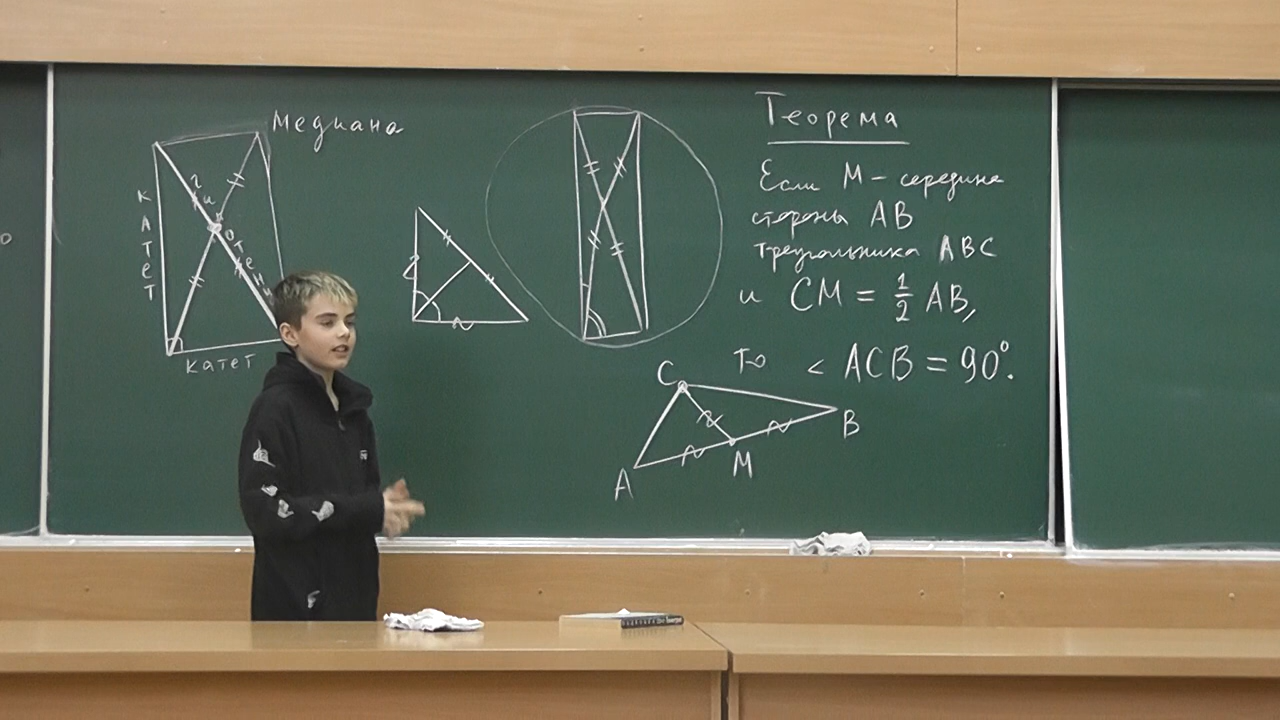 Медиана
КАТЕТ
гипотенуза
катет
Теорема
Если M – середина
стороны AB
треугольника ABC
и CM = 1/2 AB,
то < ACB = 90°.
C
B
M
A